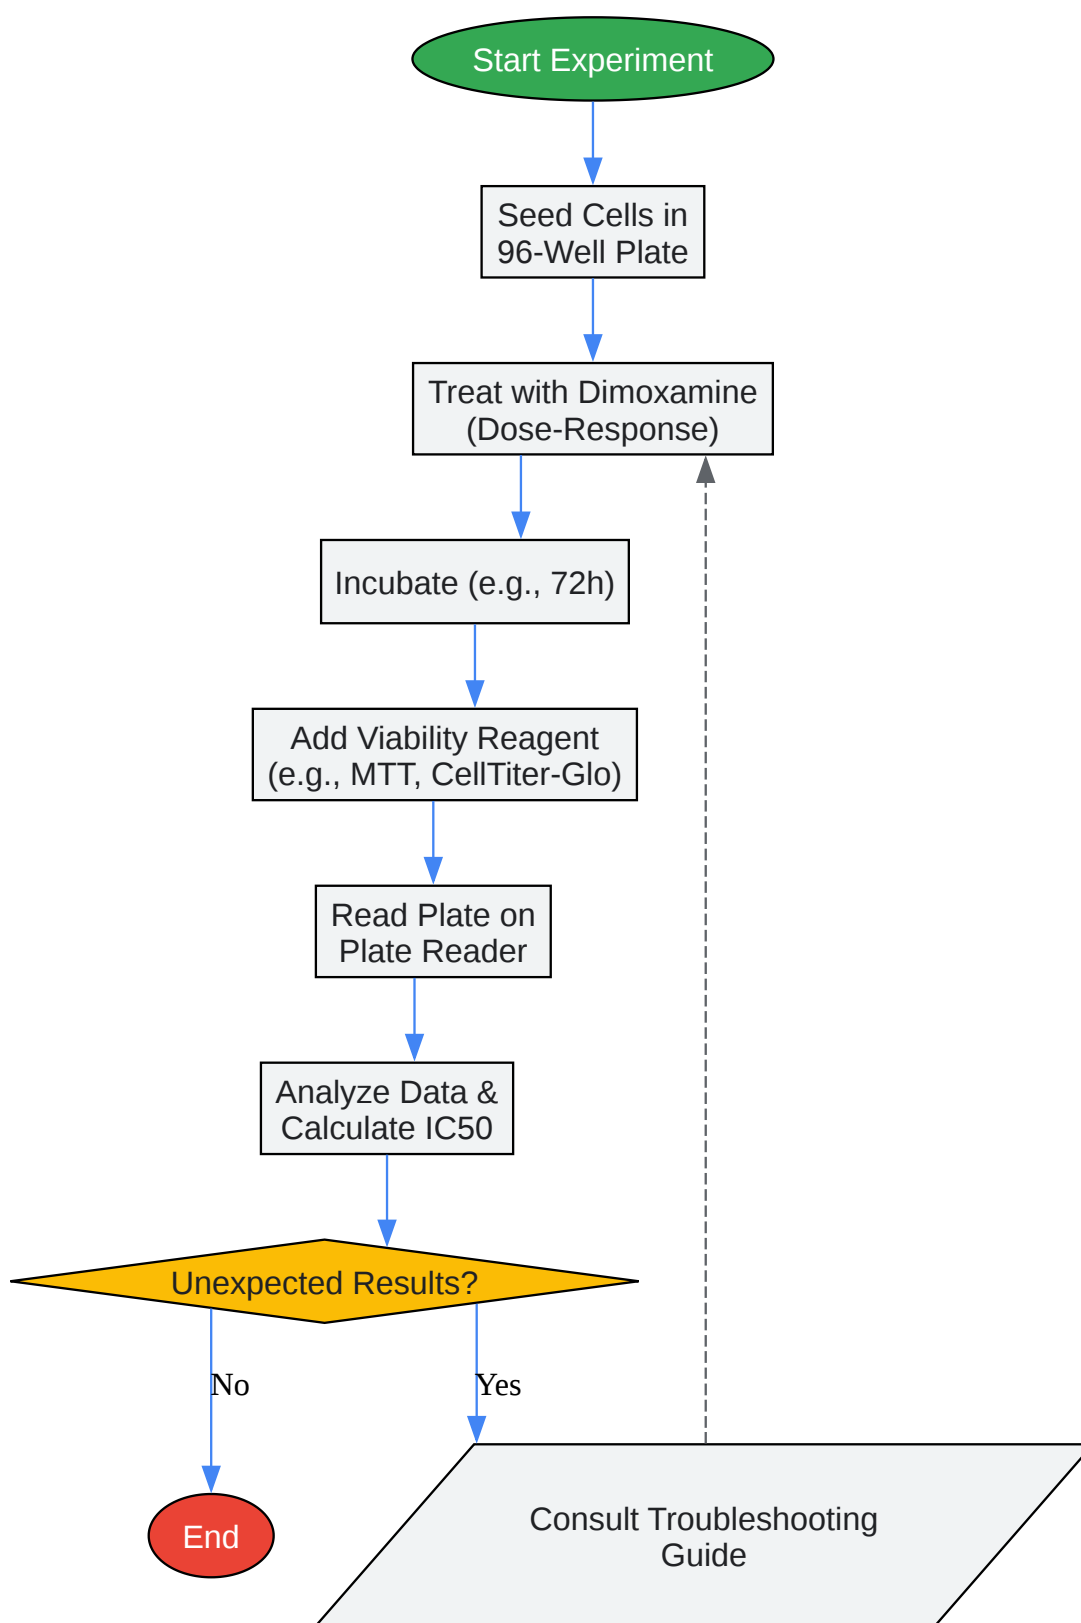 Start Experiment
Seed Cells in
96-Well Plate
Treat with Dimoxamine
(Dose-Response)
Incubate (e.g., 72h)
Add Viability Reagent
(e.g., MTT, CellTiter-Glo)
Read Plate on
Plate Reader
Analyze Data &
Calculate IC50
Unexpected Results?
No
Yes
End
Consult Troubleshooting
Guide